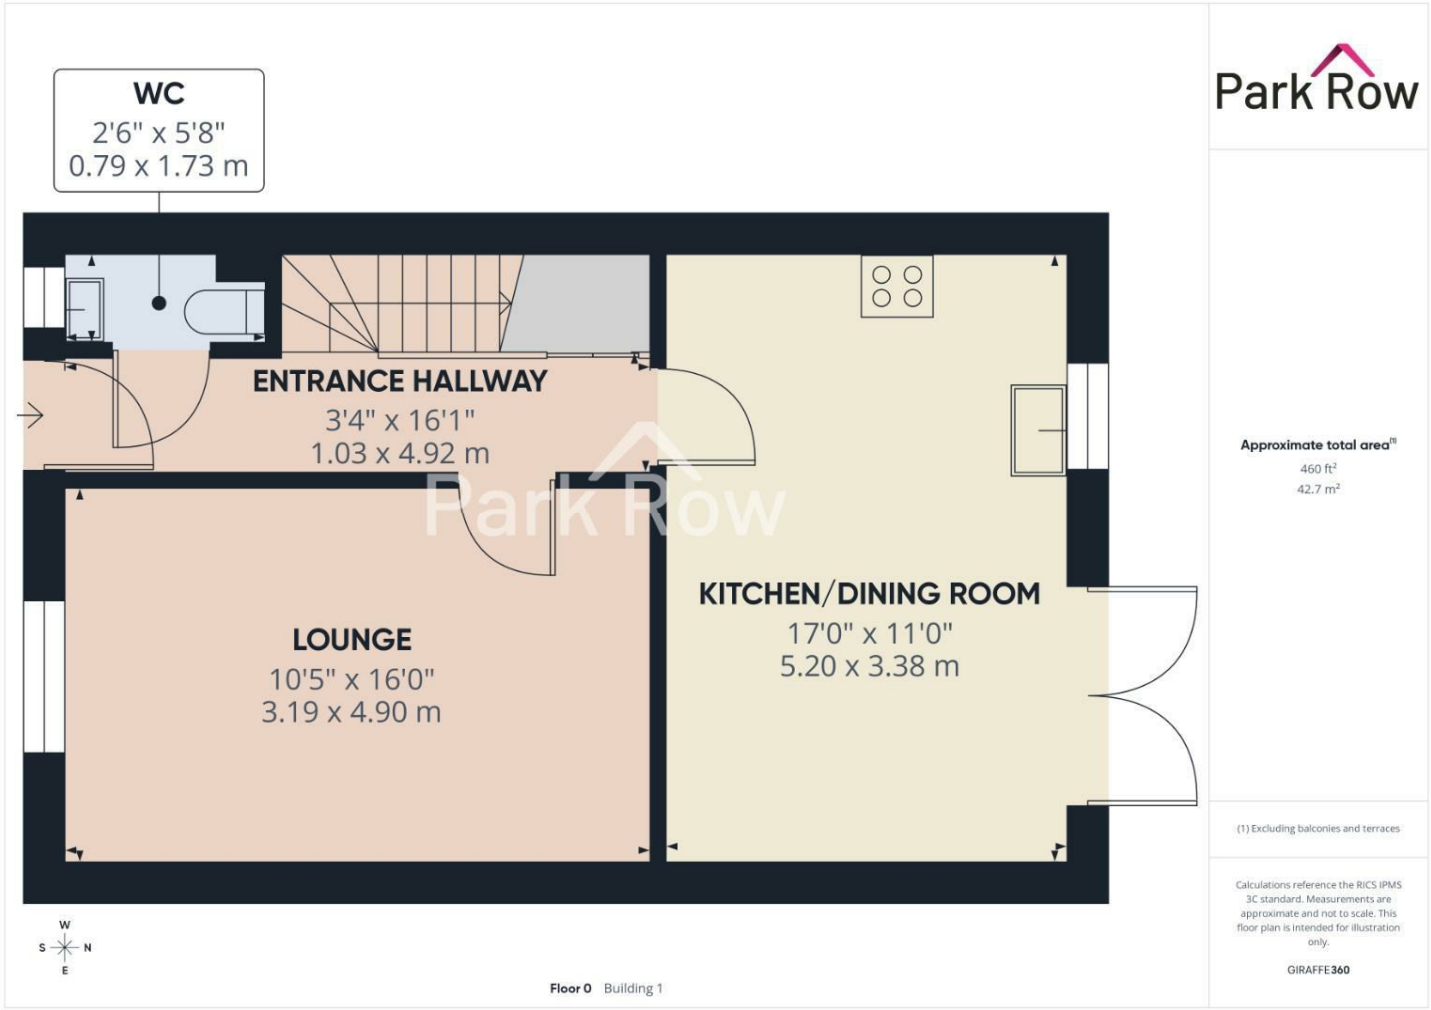 WC
2'6" x 5'8"
0.79 x 1.73 m
Park Row
ENTRANCE HALLWAY
3'4" x 16'1"
1.03 x 4.92 m
Park Row
LOUNGE
10'5" x 16'0"
3.19 x 4.90 m
KITCHEN/DINING ROOM
17'0" x 11'0"
5.20 x 3.38 m
Approximate total area(1)
460 ft²
42.7 m²
(1) Excluding balconies and terraces
Calculations reference the RICS IPMS
3C standard. Measurements are
approximate and not to scale. This
floor plan is intended for illustration
only.
GIRAFFE360
W
S N
E
Floor 0 Building 1